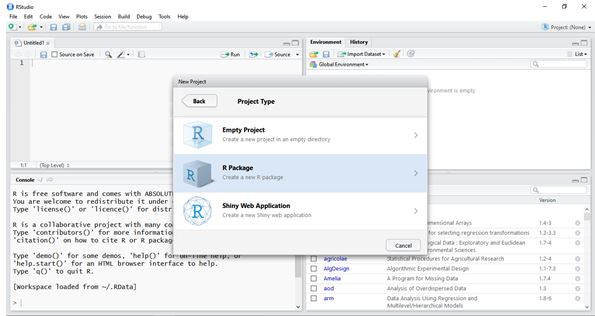 RStudio
File Edit Code View Plots Session Build Debug Tools Help
Go to file/function
Project: (None)
Untitled1
Source on Save
Run
Source
1
1:1
(Top Level)
Environment History
Import Dataset
List
Global Environment
onment is empty
New Project
Back
Project Type
Empty Project
Create a new project in an empty directory
R Package
Create a new R package
Shiny Web Application
Create a new Shiny web application
Cancel
Console ~/
R is free software and comes with ABSOLUT
You are welcome to redistribute it under
Type 'license()' or 'licence()' for distr
R is a collaborative project with many co
Type 'contributors()' for more informatio
'citation()' on how to cite R or R packag
Type 'demo()' for some demos, 'help()' for on-line help, or
'help.start()' for an HTML browser interface to help.
Type 'q()' to quit R.
[Workspace loaded from ~/.RData]
>
Version
mensional Arrays 1.4-3
for selecting regression transformations 1.3-3.3
logical Data : Exploratory and Euclidean 1.7-4
in Environmental Sciences
agricolae Statistical Procedures for Agricultural Research 1.2-4
AlgDesign Algorithmic Experimental Design 1.1-7.3
Amelia A Program for Missing Data 1.7.4
aod Analysis of Overdispersed Data 1.3
arm Data Analysis Using Regression and 1.8-6
Multilevel/Hierarchical Models